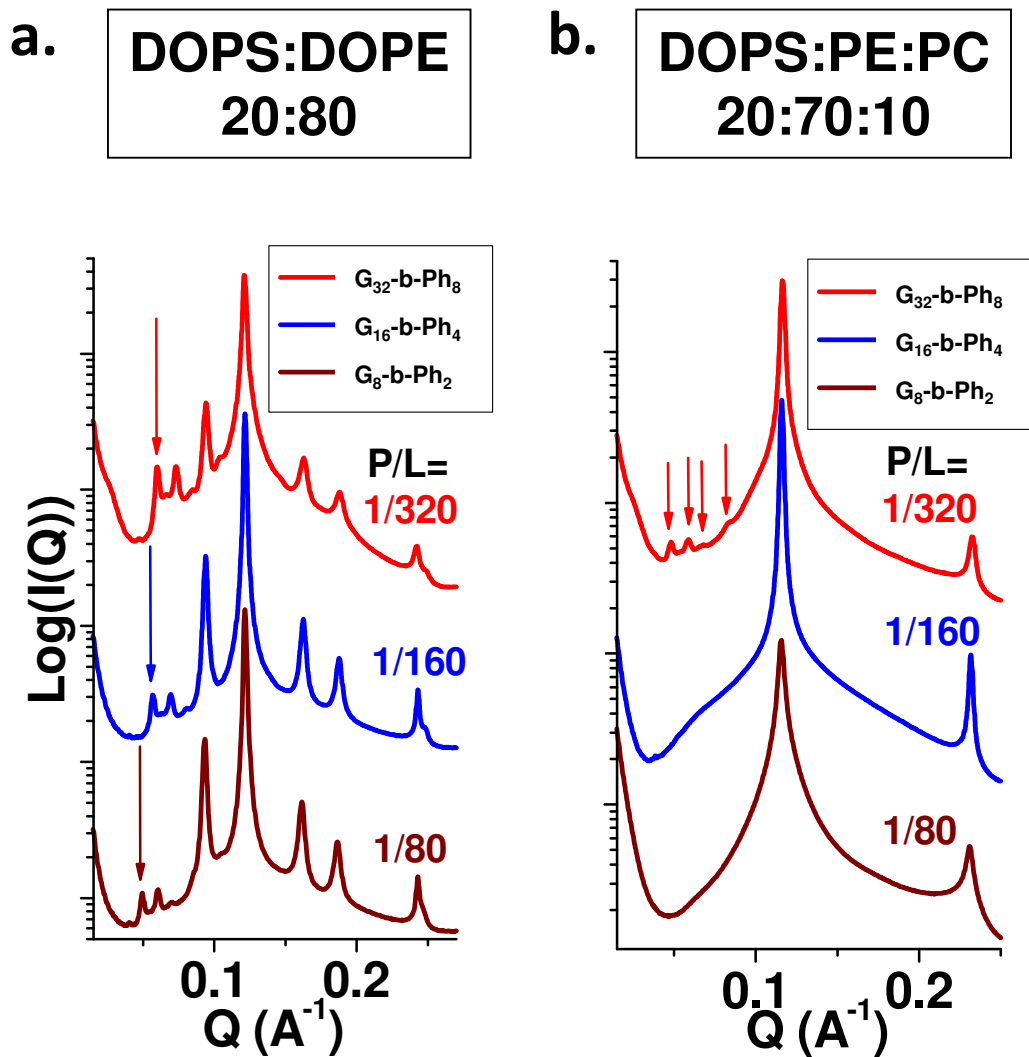 a.
DOPS:DOPE
20:80
G₃₂-b-Ph₈
G₁₆-b-Ph₄
G₈-b-Ph₂
P/L=
1/320
1/160
1/80
Log(I(Q))
0.1
0.2
Q (A⁻¹)
b.
DOPS:PE:PC
20:70:10
G₃₂-b-Ph₈
G₁₆-b-Ph₄
G₈-b-Ph₂
P/L=
1/320
1/160
1/80
0.1
0.2
Q (A⁻¹)